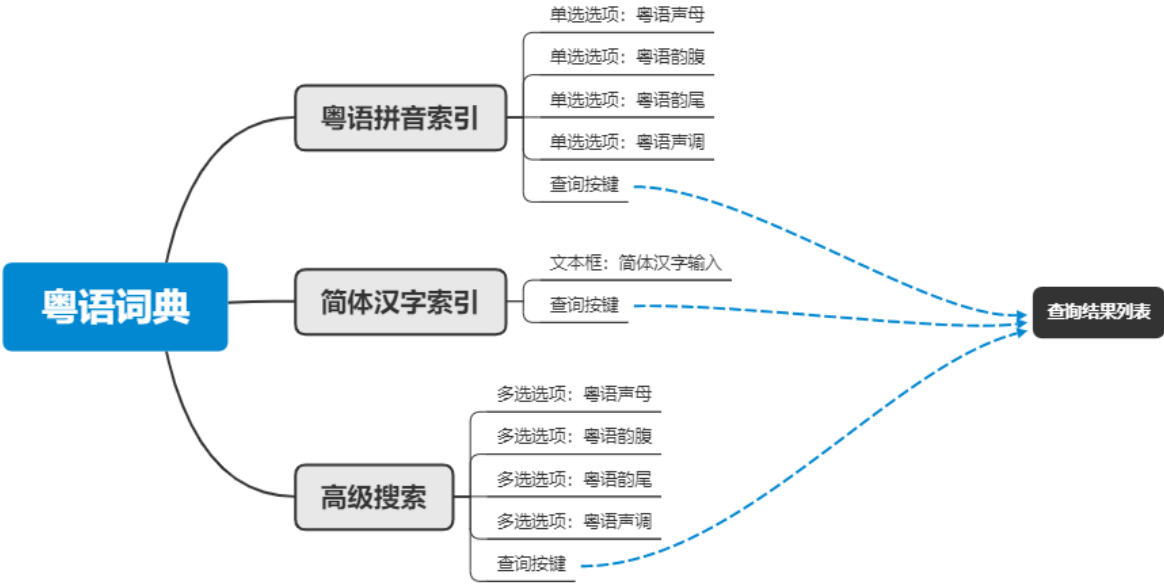 粤语词典
粤语拼音索引
单选选项：粤语声母
单选选项：粤语韵腹
单选选项：粤语韵尾
单选选项：粤语声调
查询按键
简体汉字索引
文本框：简体汉字输入
查询按键
高级搜索
多选选项：粤语声母
多选选项：粤语韵腹
多选选项：粤语韵尾
多选选项：粤语声调
查询按键
查询结果列表